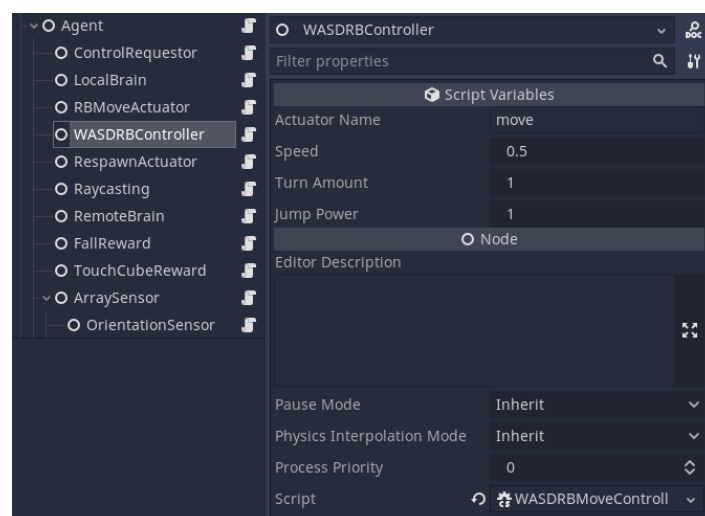 Agent
ControlRequestor
LocalBrain
RBMoveActuator
WASDRBController
RespawnActuator
Raycasting
RemoteBrain
FallReward
TouchCubeReward
ArraySensor
OrientationSensor
WASDRBController
DOC
Filter properties
Script Variables
Actuator Name move
Speed 0.5
Turn Amount 1
Jump Power 1
Node
Editor Description
Pause Mode Inherit
Physics Interpolation Mode Inherit
Process Priority 0
Script WASDRBMoveControll